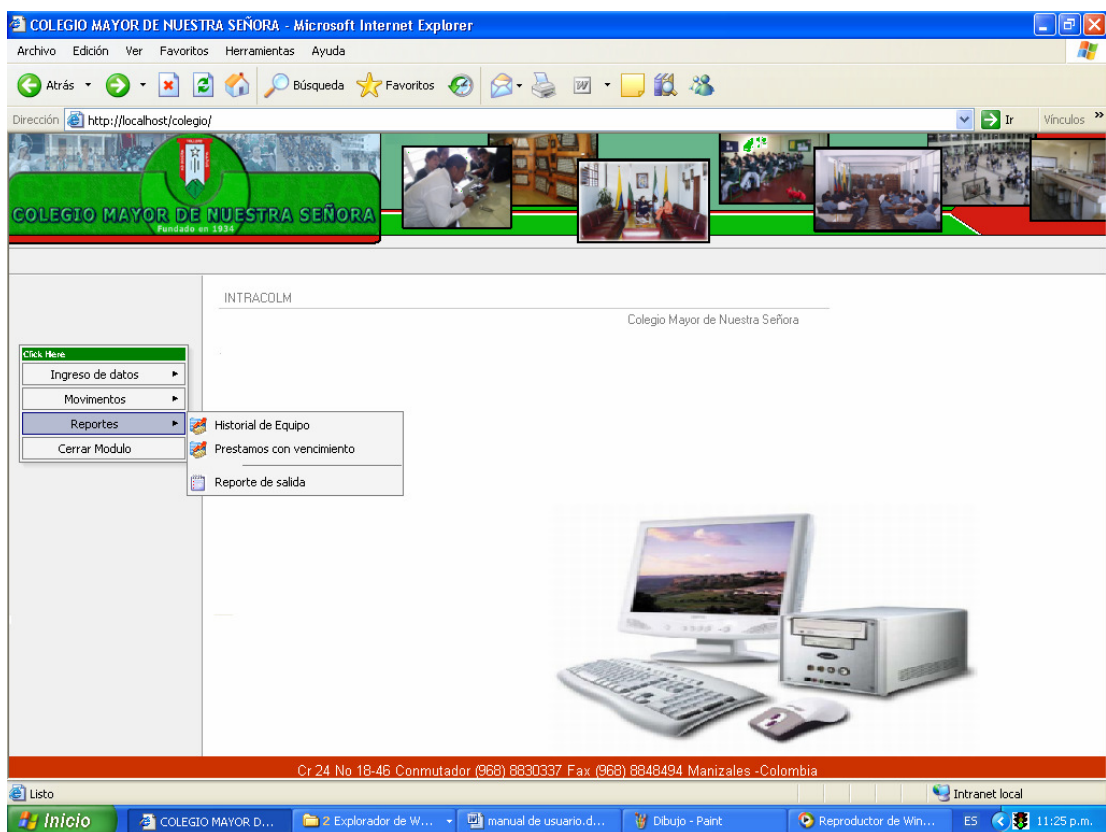 COLEGIO MAYOR DE NUESTRA SEÑORA - Microsoft Internet Explorer
Archivo Edición Ver Favoritos Herramientas Ayuda
Atrás Búsqueda Favoritos
Dirección http://localhost/colegio/ Ir Vínculos »
COLEGIO MAYOR DE NUESTRA SEÑORA
Fundado en 1934
INTRACOLM
Colegio Mayor de Nuestra Señora
Click Here
Ingreso de datos
Movimentos
Reportes
Cerrar Modulo
Historial de Equipo
Prestamos con vencimiento
Reporte de salida
Cr 24 No 18-46 Conmutador (968) 8830337 Fax (968) 8848494 Manizales -Colombia
Listo Intranet local
Inicio COLEGIO MAYOR D... 2 Explorador de W... manual de usuario.d... Dibujo - Paint Reproductor de Win... ES 11:25 p.m.